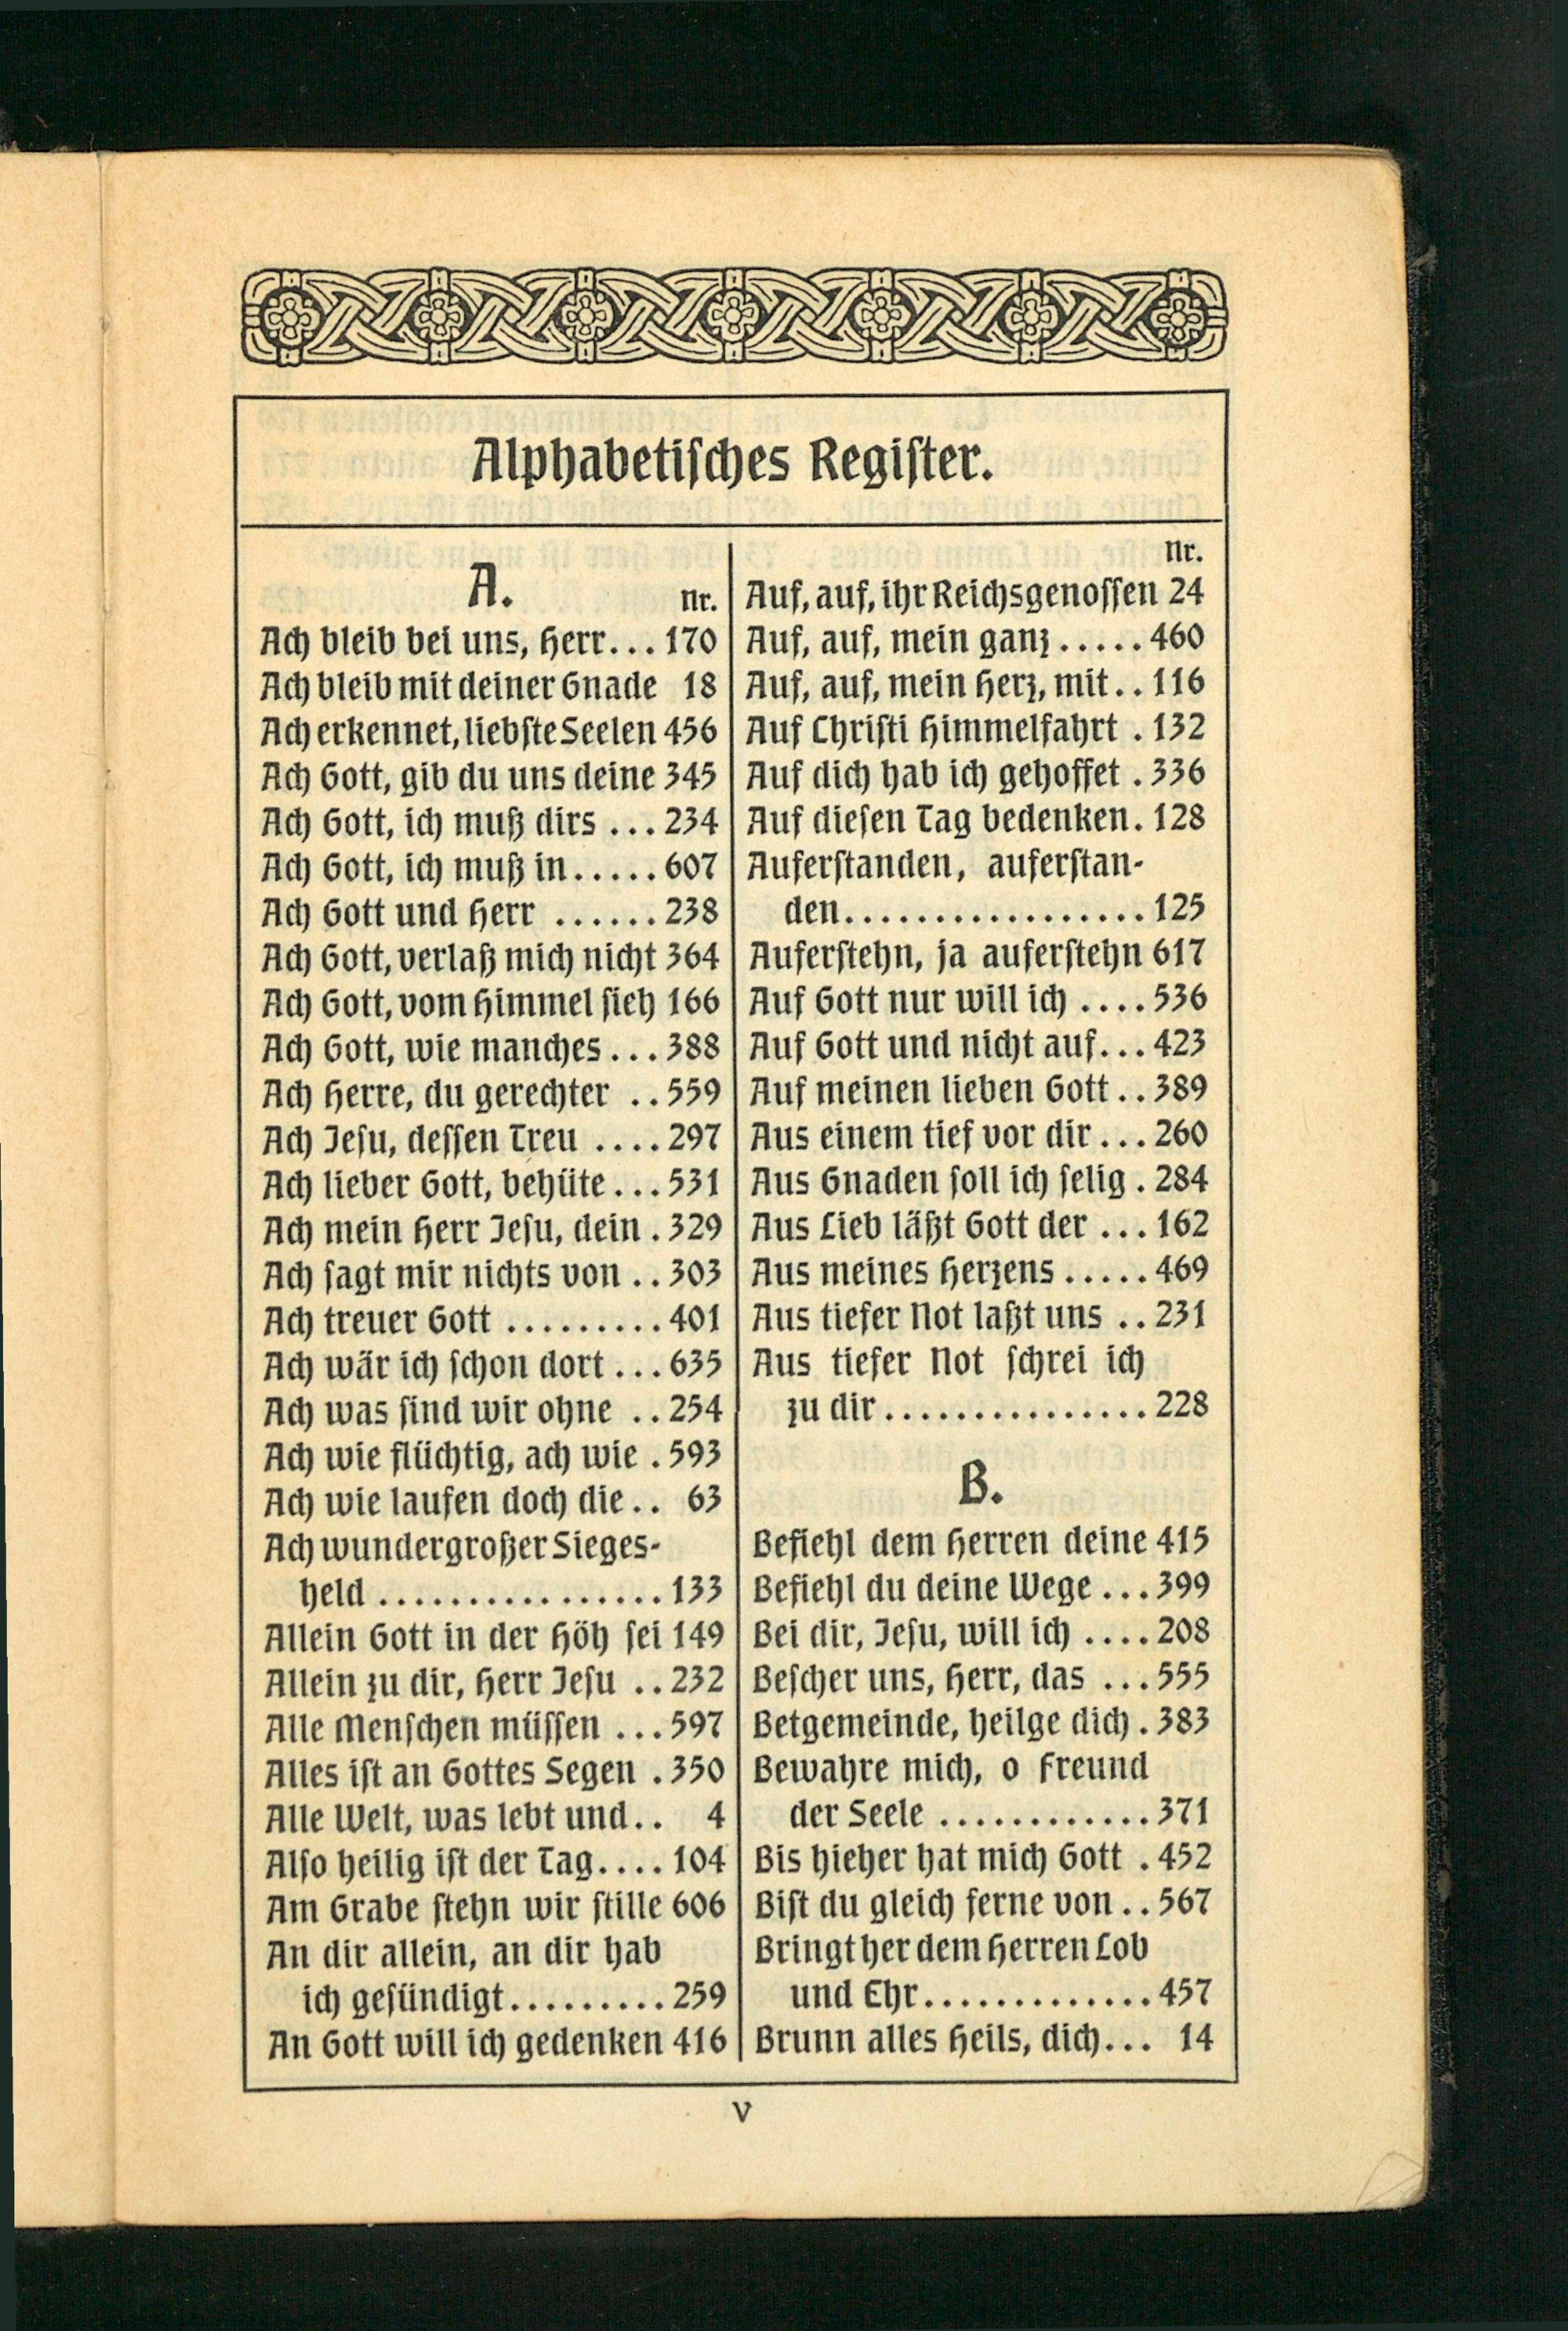 Alphabetisches Register.
A.
Nr.
Ach bleib bei uns, Herr... 170
Ach bleib mit deiner Gnade 18
Ach erkennet, liebste Seelen 456
Ach Gott, gib du uns deine 345
Ach Gott, ich muß dirs ... 234
Ach Gott, ich muß in..... 607
Ach Gott und Herr ...... 238
Ach Gott, verlaß mich nicht 364
Ach Gott, vom Himmel sieh 166
Ach Gott, wie manches... 388
Ach Herre, du gerechter .. 559
Ach Jesu, dessen Treu .... 297
Ach lieber Gott, behüte... 531
Ach mein Herr Jesu, dein . 329
Ach sagt mir nichts von .. 303
Ach treuer Gott ......... 401
Ach wär ich schon dort ... 635
Ach was sind wir ohne .. 254
Ach wie flüchtig, ach wie . 593
Ach wie laufen doch die.. 63
Ach wundergroßer Sieges-
held ................ 133
Allein Gott in der Höh sei 149
Allein zu dir, Herr Jesu .. 232
Alle Menschen müssen ... 597
Alles ist an Gottes Segen . 350
Alle Welt, was lebt und.. 4
Also heilig ist der Tag.... 104
Am Grabe stehn wir stille 606
An dir allein, an dir hab
ich gesündigt......... 259
An Gott will ich gedenken 416
Nr.
Auf, auf, ihr Reichsgenossen 24
Auf, auf, mein ganz ..... 460
Auf, auf, mein Herz, mit.. 116
Auf Christi Himmelfahrt . 132
Auf dich hab ich gehoffet . 336
Auf diesen Tag bedenken. 128
Auferstanden, auferstan-
den................. 125
Auferstehn, ja auferstehn 617
Auf Gott nur will ich .... 536
Auf Gott und nicht auf... 423
Auf meinen lieben Gott .. 389
Aus einem tief vor dir ... 260
Aus Gnaden soll ich selig . 284
Aus Lieb läßt Gott der ... 162
Aus meines Herzens ..... 469
Aus tiefer Not laßt uns .. 231
Aus tiefer Not schrei ich
zu dir............... 228
B.
Befiehl dem Herren deine 415
Befiehl du deine Wege ... 399
Bei dir, Jesu, will ich .... 208
Bescher uns, Herr, das ... 555
Betgemeinde, heilge dich . 383
Bewahre mich, o Freund
der Seele ............ 371
Bis hieher hat mich Gott . 452
Bist du gleich ferne von .. 567
Bringt her dem Herren Lob
und Ehr............. 457
Brunn alles Heils, dich... 14
V